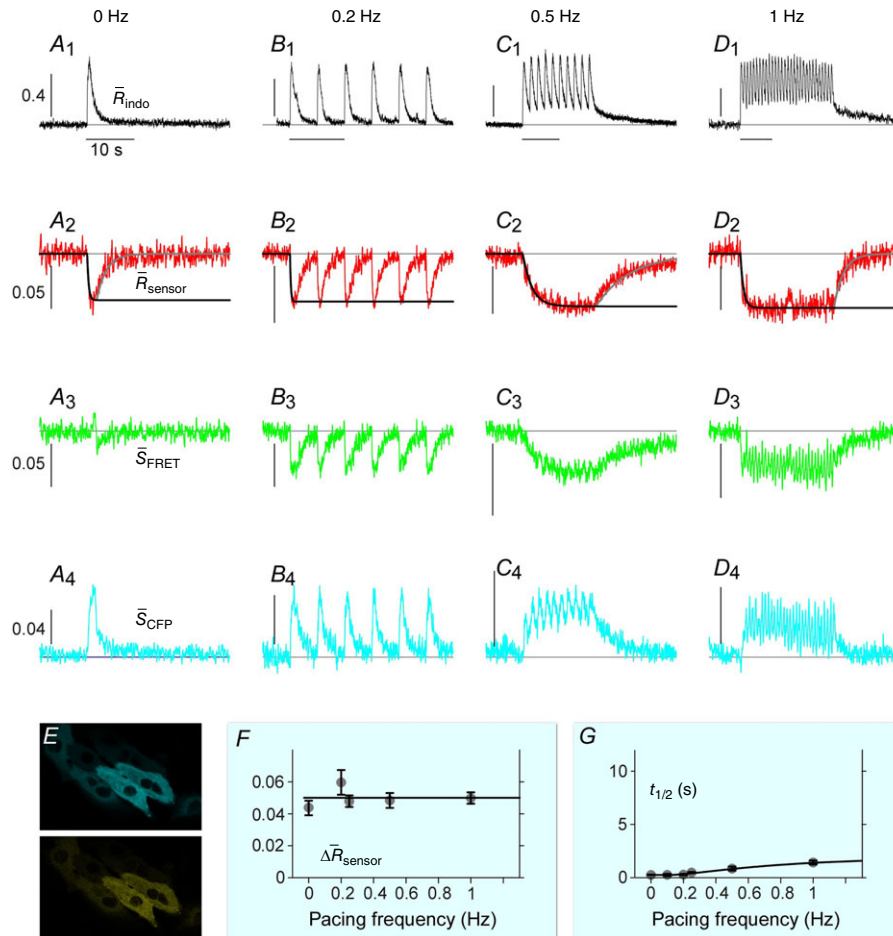 0 Hz 0.2 Hz 0.5 Hz 1 Hz
A1 B1 C1 D1
0.4 R̄indo
10 s
A2 B2 C2 D2
0.05 R̄sensor
A3 B3 C3 D3
0.05 S̄FRET
A4 B4 C4 D4
0.04 S̄CFP
E F G
0.06
0.04
0.02
0
ΔR̄sensor
0 0.2 0.4 0.6 0.8 1
Pacing frequency (Hz)
10
5
0
t1/2 (s)
0 0.2 0.4 0.6 0.8 1
Pacing frequency (Hz)